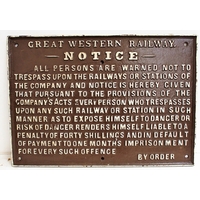 GREAT WESTERN RAILWAY.
NOTICE
ALL PERSONS ARE WARNED NOT TO
TRESPASS UPON THE RAILWAYS OR STATIONS OF
THE COMPANY AND NOTICE IS HEREBY GIVEN
THAT PURSUANT TO THE PROVISIONS OF THE
COMPANY'S ACTS EVERY PERSON WHO TRESPASSES
UPON ANY SUCH RAILWAY OR STATION IN SUCH
MANNER AS TO EXPOSE HIMSELF TO DANGER OR
RISK OF DANGER RENDERS HIMSELF LIABLE TO A
PENALTY OF FORTY SHILLINGS AND IN DEFAULT
OF PAYMENT TO ONE MONTHS IMPRISONMENT
FOR EVERY SUCH OFFENCE
BY ORDER